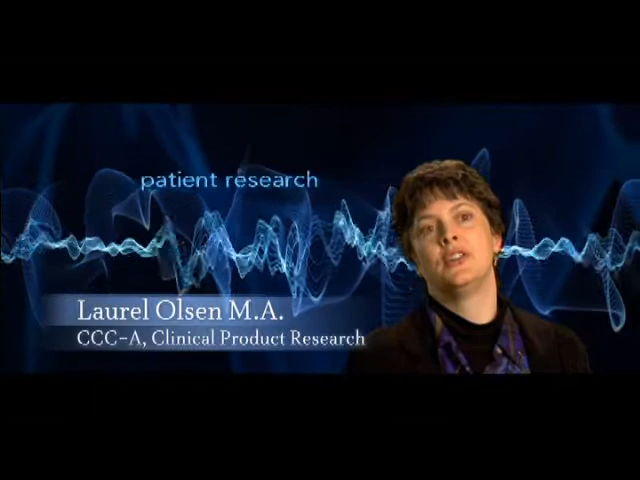 patient research
Laurel Olsen M.A.
CCC-A, Clinical Product Research